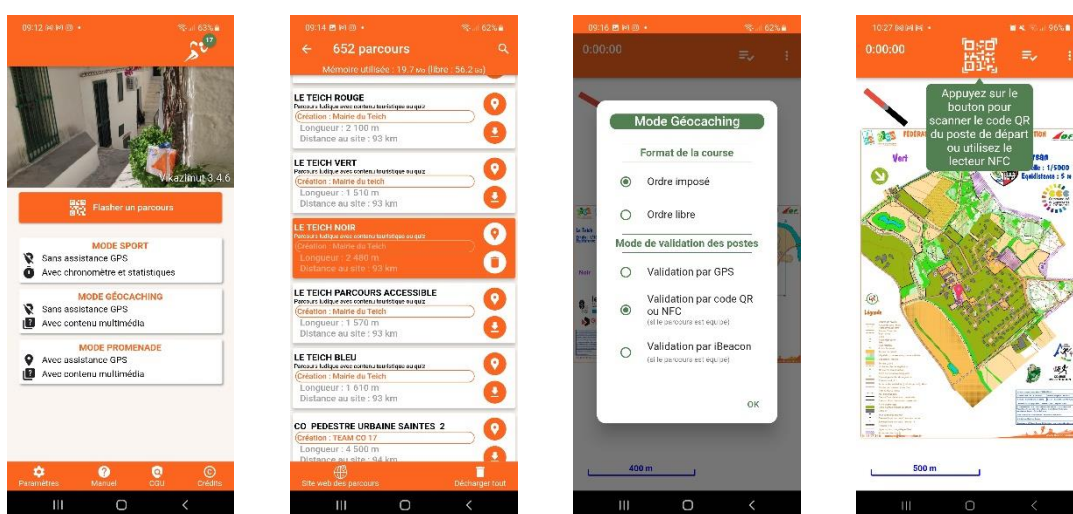 09:12
63%
17
Vikazimut 3.4.6
Flasher un parcours
MODE SPORT
Sans assistance GPS
Avec chronomètre et statistiques
MODE GÉOCACHING
Sans assistance GPS
Avec contenu multimédia
MODE PROMENADE
Avec assistance GPS
Avec contenu multimédia
Paramètres
Manuel
CGU
Crédits
09:14
62%
652 parcours
Mémoire utilisée : 19.7 Mo (libre : 56.2 Go)
LE TEICH ROUGE
Parcours ludique avec contenu touristique ou quiz
Création : Mairie du Teich
Longueur : 2 100 m
Distance au site : 93 km
LE TEICH VERT
Parcours ludique avec contenu touristique ou quiz
Création : Mairie du teich
Longueur : 1 510 m
Distance au site : 93 km
LE TEICH NOIR
Parcours ludique avec contenu touristique ou quiz
Création : Mairie du Teich
Longueur : 2 480 m
Distance au site : 93 km
LE TEICH PARCOURS ACCESSIBLE
Parcours ludique avec contenu touristique ou quiz
Création : Mairie du Teich
Longueur : 1 570 m
Distance au site : 93 km
LE TEICH BLEU
Parcours ludique avec contenu touristique ou quiz
Création : Mairie du Teich
Longueur : 1 610 m
Distance au site : 93 km
CO PEDESTRE URBAINE SAINTES 2
Création : TEAM CO 17
Longueur : 4 500 m
Distance au site : 94 km
Site web des parcours
Décharger tout
09:16
62%
0:00:00
Mode Géocaching
Format de la course
Ordre imposé
Ordre libre
Mode de validation des postes
Validation par GPS
Validation par code QR
ou NFC
(si le parcours est équipé)
Validation par iBeacon
(si le parcours est équipé)
OK
400 m
10:27
96%
0:00:00
Appuyez sur le
bouton pour
scanner le code QR
du poste de départ
ou utilisez le
lecteur NFC
Vert
: 1/5000
Equidistance : 5 m
Légende
500 m